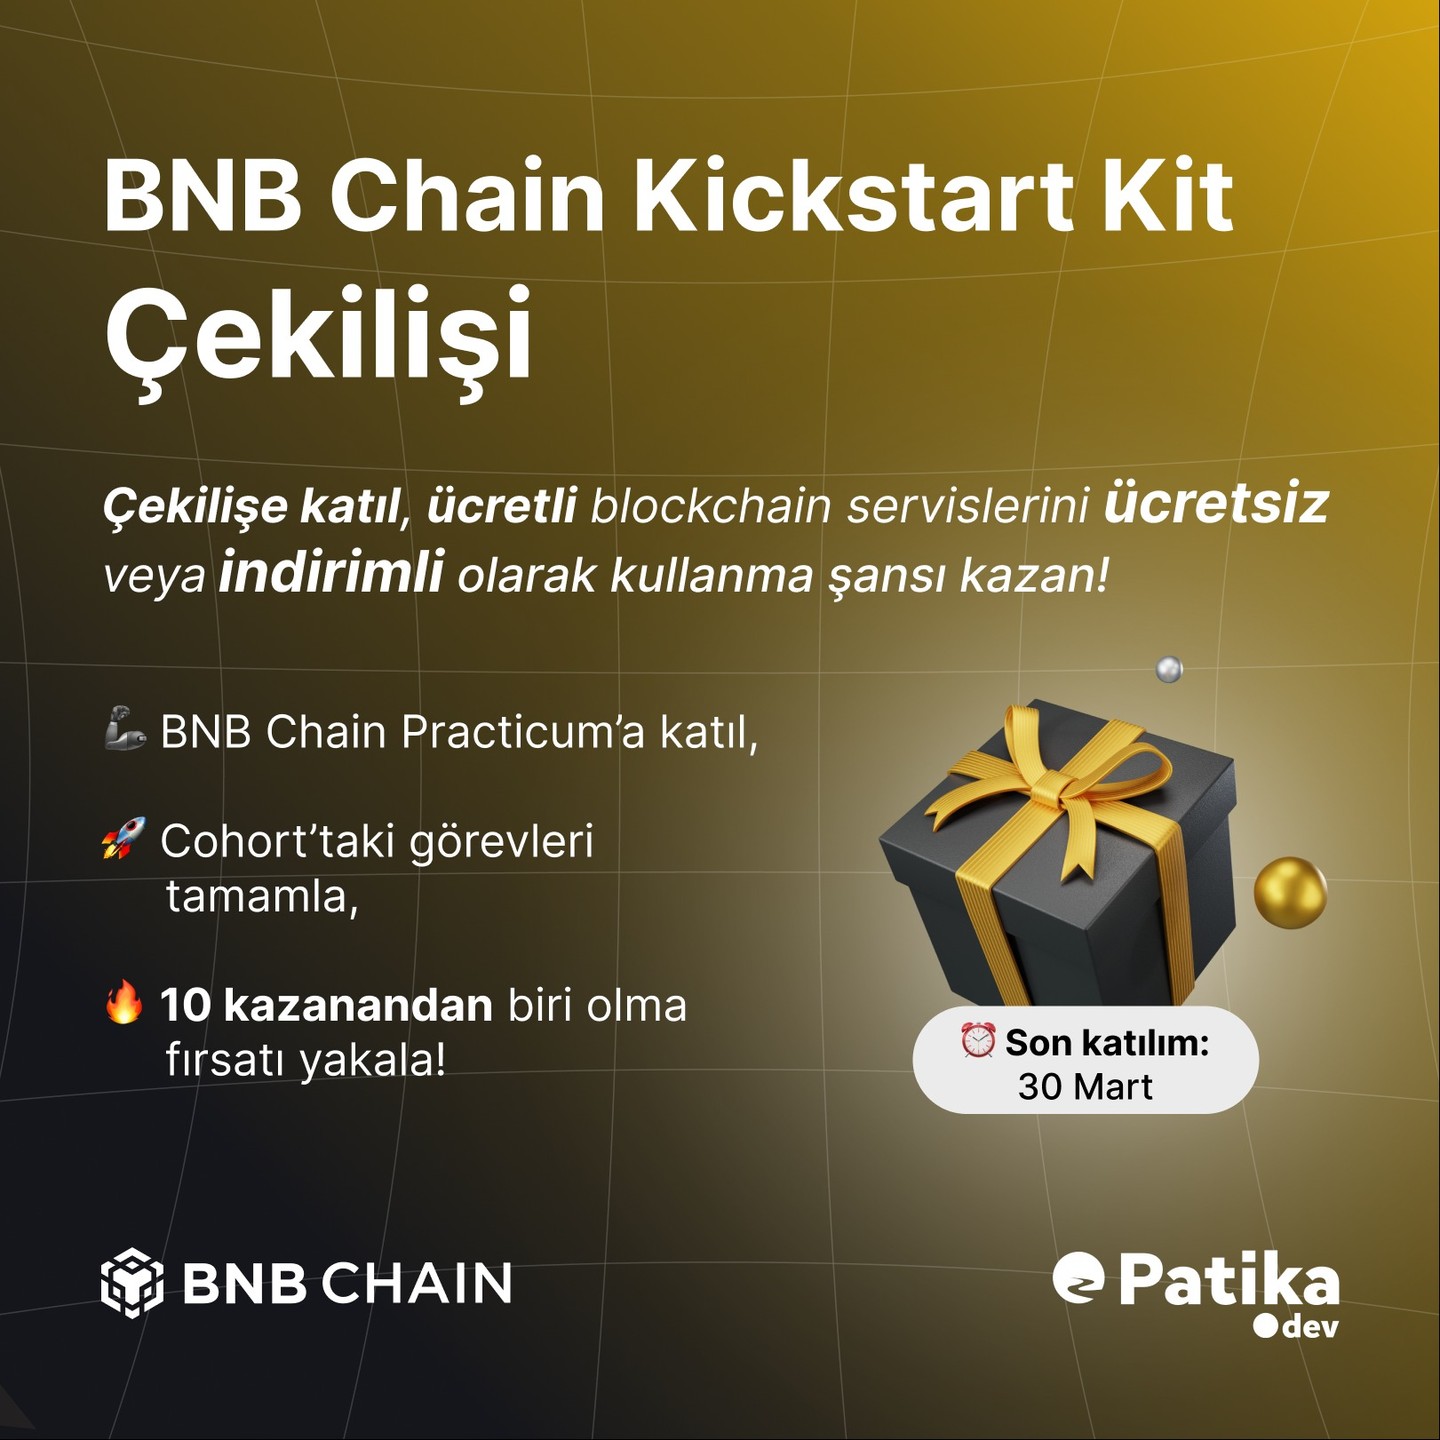 BNB Chain Kickstart Kit
Çekilişi
Çekilişe katıl, ücretli blockchain servislerini ücretsiz
veya indirimli olarak kullanma şansı kazan!
🦾 BNB Chain Practicum’a katıl,
🚀 Cohort’taki görevleri
tamamla,
🔥 10 kazanandan biri olma
fırsatı yakala!
⏰ Son katılım:
30 Mart
BNB CHAIN
Patika
dev